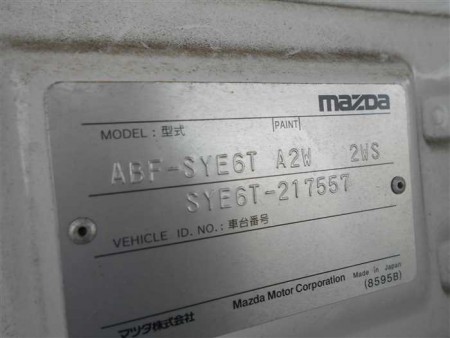 mazda
MODEL : 型式 PAINT
ABF-SYE6T A2W 2WS
SYE6T-217557
VEHICLE ID. NO. : 車台番号
マツダ株式会社 Mazda Motor Corporation Made in Japan
(8595B)